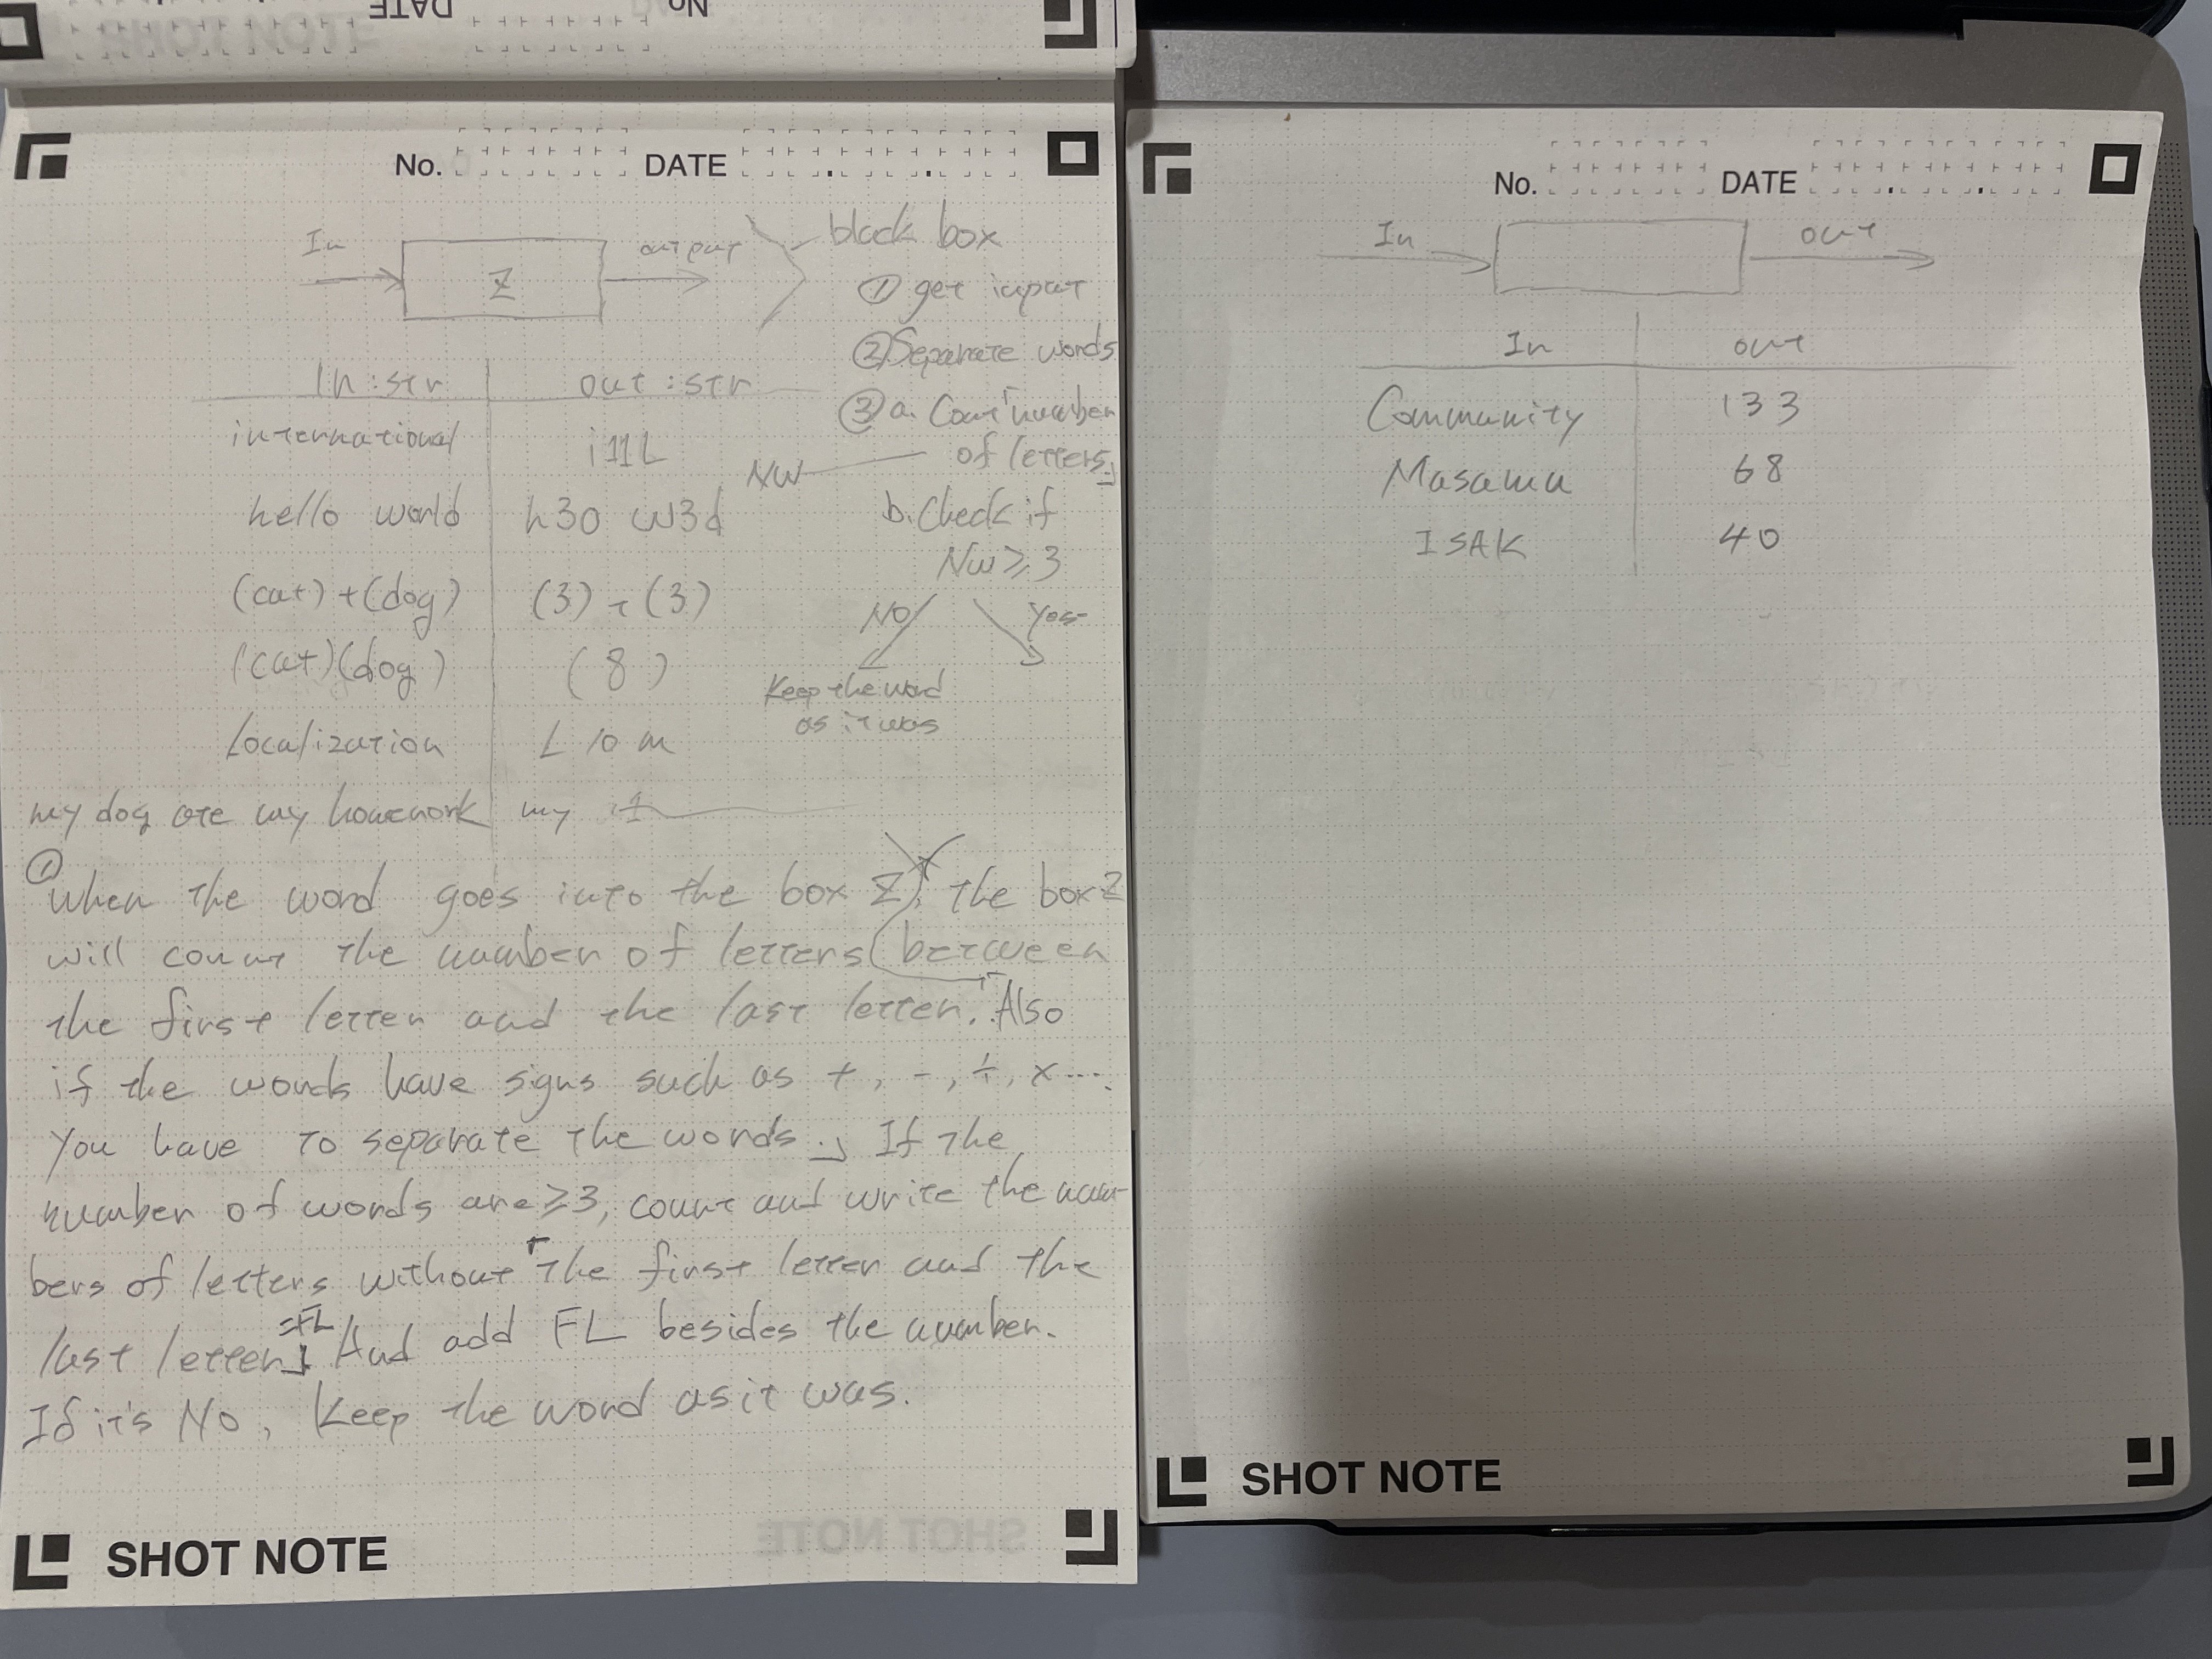 DATE
No.
No. DATE
In
Z
output
black box
① get input
② Separate words
③ a. Count「number
of letters」
NW
b. Check if
Nw ≥ 3
NO
Yes
Keep the word
as it was
In : str
out : str
international
i11L
hello world
h3o w3d
(cat)+(dog)
(3)+(3)
(cat)(dog)
(8)
Localization
L10n
my dog ate my homework
my
① When the word goes into the box Z, the box Z
will count the number of letters (between
the first letter and the last letter. Also
if the words have signs such as +, -, ÷, × ....
You have to separate the words.」 If the
number of words are ≥3, count and write the num-
bers of letters without「the first letter and the
last letter」=FL And add FL besides the number.
If it's No, Keep the word as it was.
SHOT NOTE
No. DATE
In
out
In
out
Community
133
Masamu
68
ISAK
40
SHOT NOTE